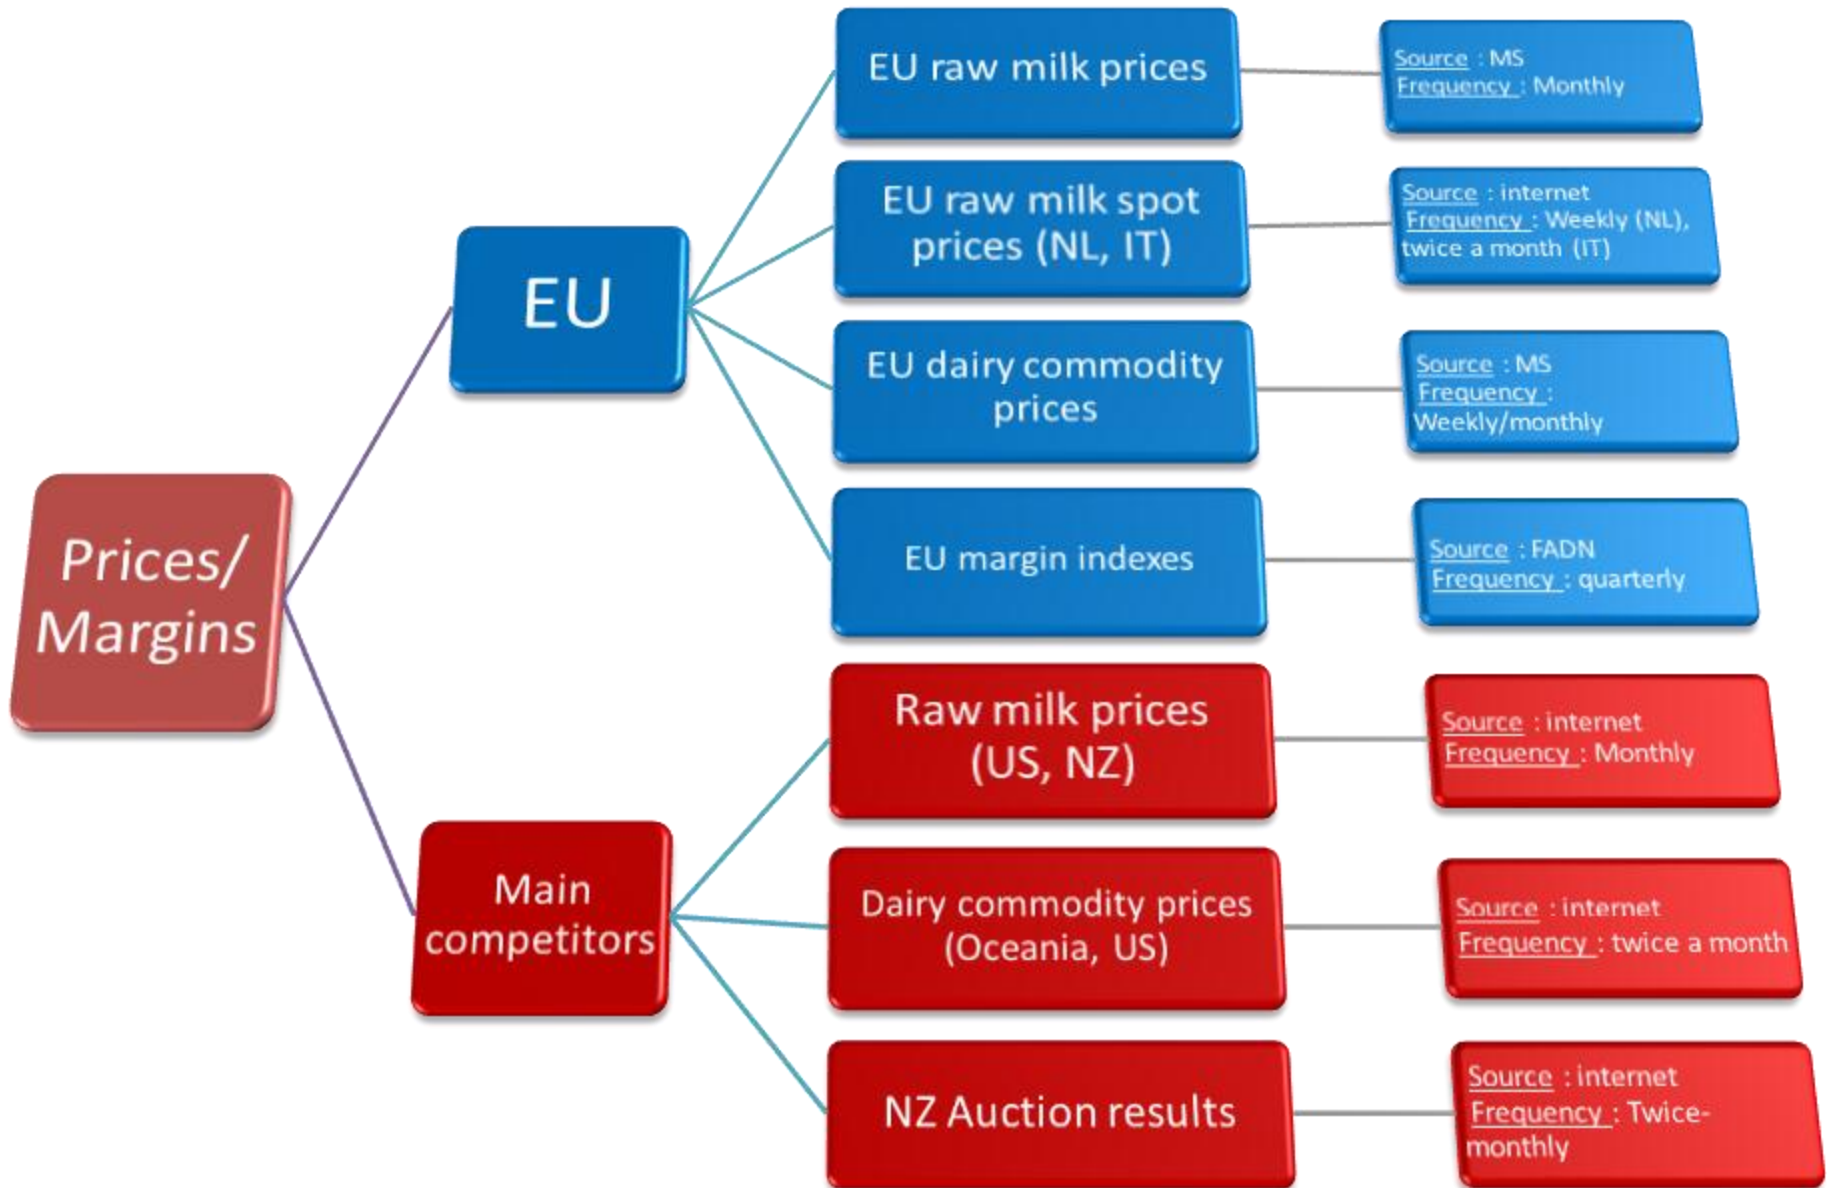 Prices/
Margins
EU
EU raw milk prices
Source : MS
Frequency : Monthly
EU raw milk spot
prices (NL, IT)
Source : internet
Frequency : Weekly (NL),
twice a month (IT)
EU dairy commodity
prices
Source : MS
Frequency :
Weekly/monthly
EU margin indexes
Source : FADN
Frequency : quarterly
Main
competitors
Raw milk prices
(US, NZ)
Source : internet
Frequency : Monthly
Dairy commodity prices
(Oceania, US)
Source : internet
Frequency : twice a month
NZ Auction results
Source : internet
Frequency : Twice-
monthly